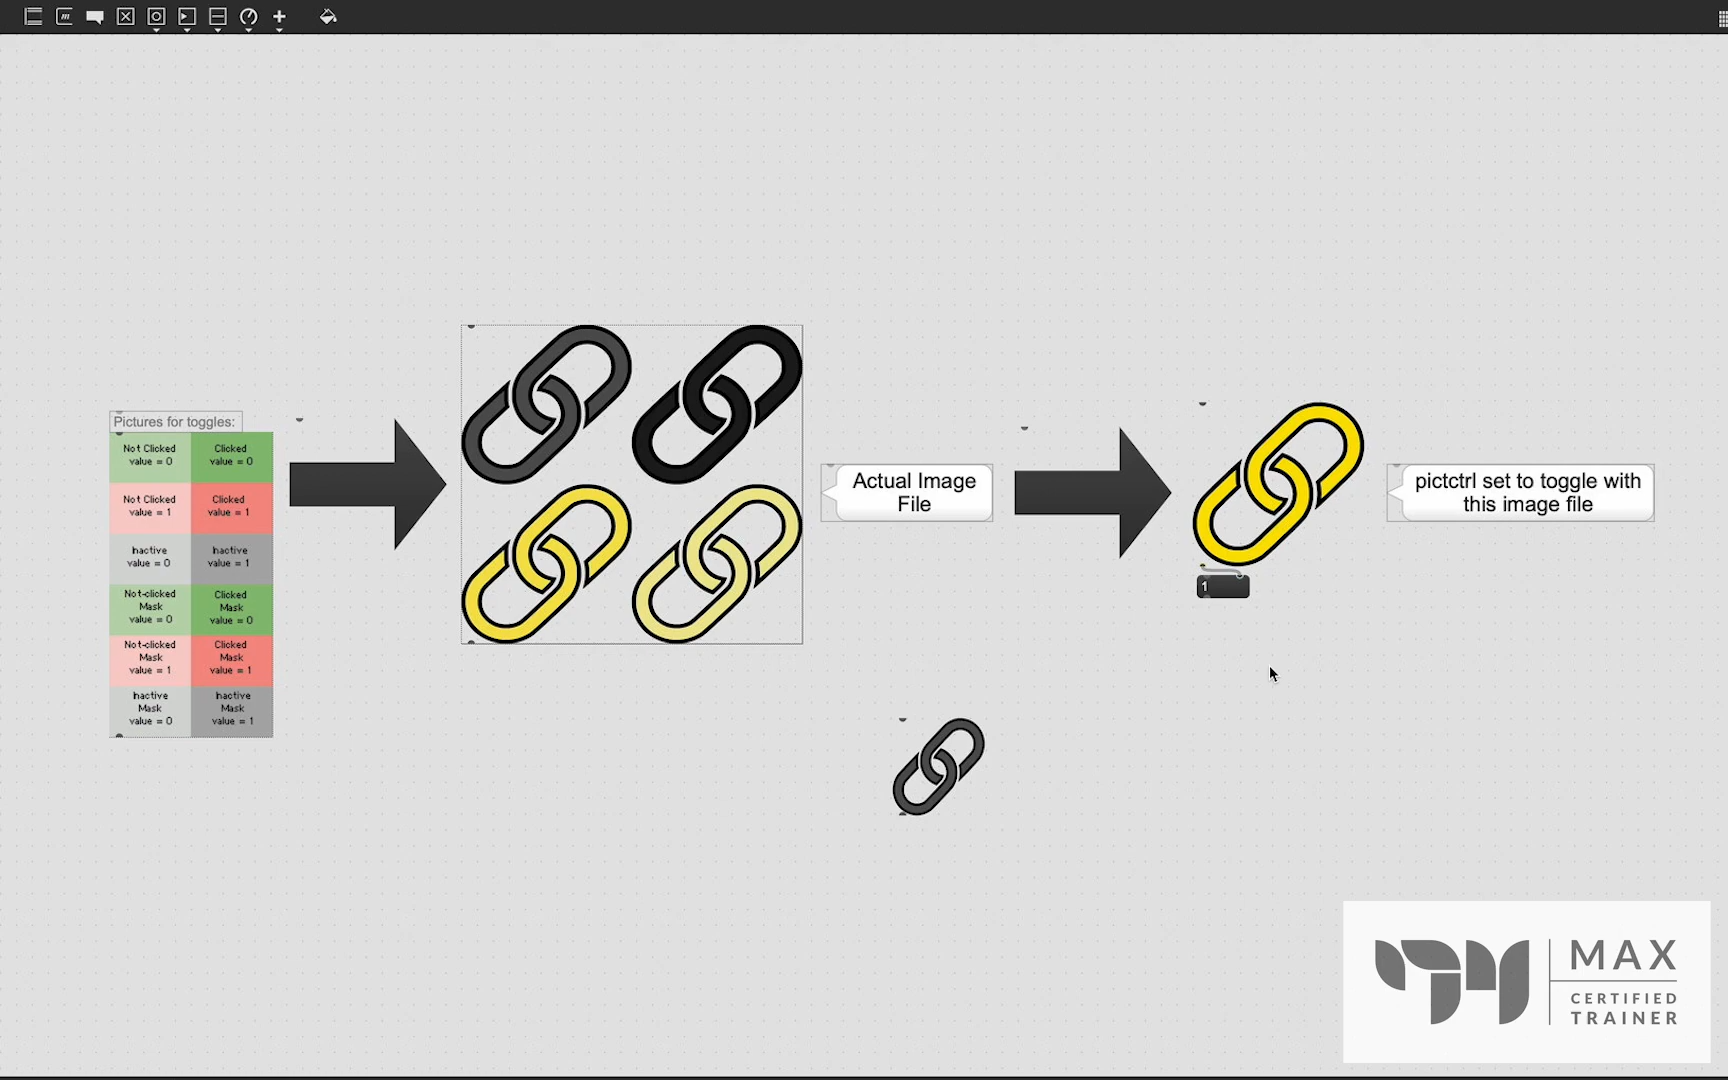 Pictures for toggles:
Not Clicked
value = 0
Clicked
value = 0
Not Clicked
value = 1
Clicked
value = 1
Inactive
value = 0
Inactive
value = 1
Not-clicked
Mask
value = 0
Clicked
Mask
value = 0
Not-clicked
Mask
value = 1
Clicked
Mask
value = 1
Inactive
Mask
value = 0
Inactive
Mask
value = 1
Actual Image
File
1
pictctrl set to toggle with
this image file
MAX
CERTIFIED
TRAINER